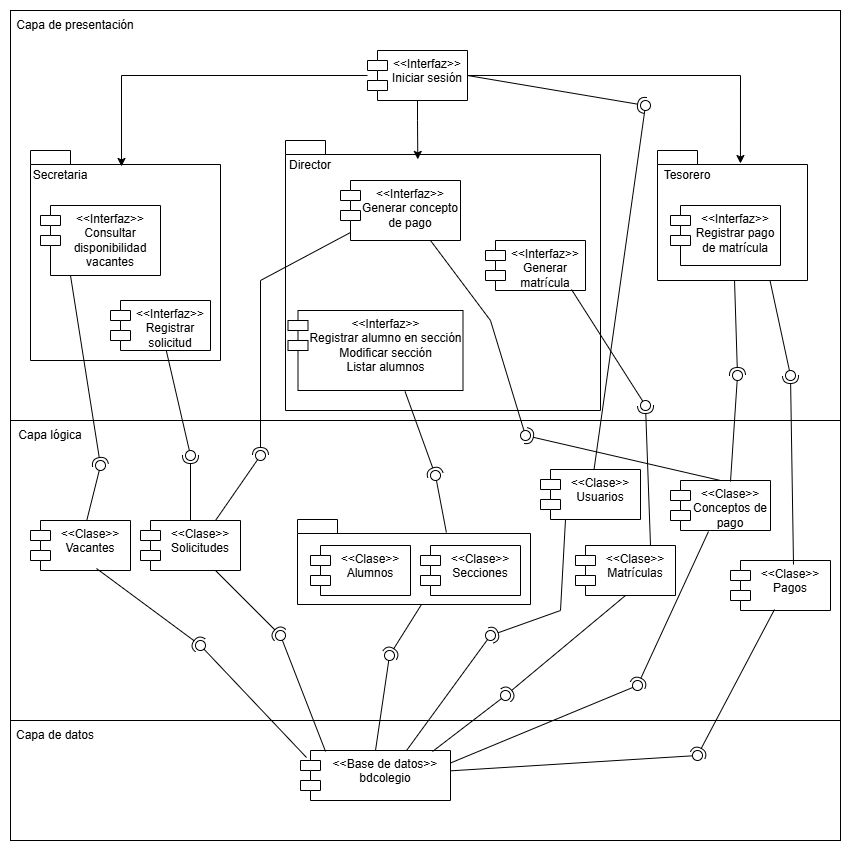 Capa de presentación
<<Interfaz>>
Iniciar sesión
Secretaria
<<Interfaz>>
Consultar
disponibilidad
vacantes
<<Interfaz>>
Registrar
solicitud
Director
<<Interfaz>>
Generar concepto
de pago
<<Interfaz>>
Generar
matrícula
<<Interfaz>>
Registrar alumno en sección
Modificar sección
Listar alumnos
Tesorero
<<Interfaz>>
Registrar pago
de matrícula
Capa lógica
<<Clase>>
Vacantes
<<Clase>>
Solicitudes
<<Clase>>
Alumnos
<<Clase>>
Secciones
<<Clase>>
Usuarios
<<Clase>>
Matrículas
<<Clase>>
Conceptos de
pago
<<Clase>>
Pagos
Capa de datos
<<Base de datos>>
bdcolegio